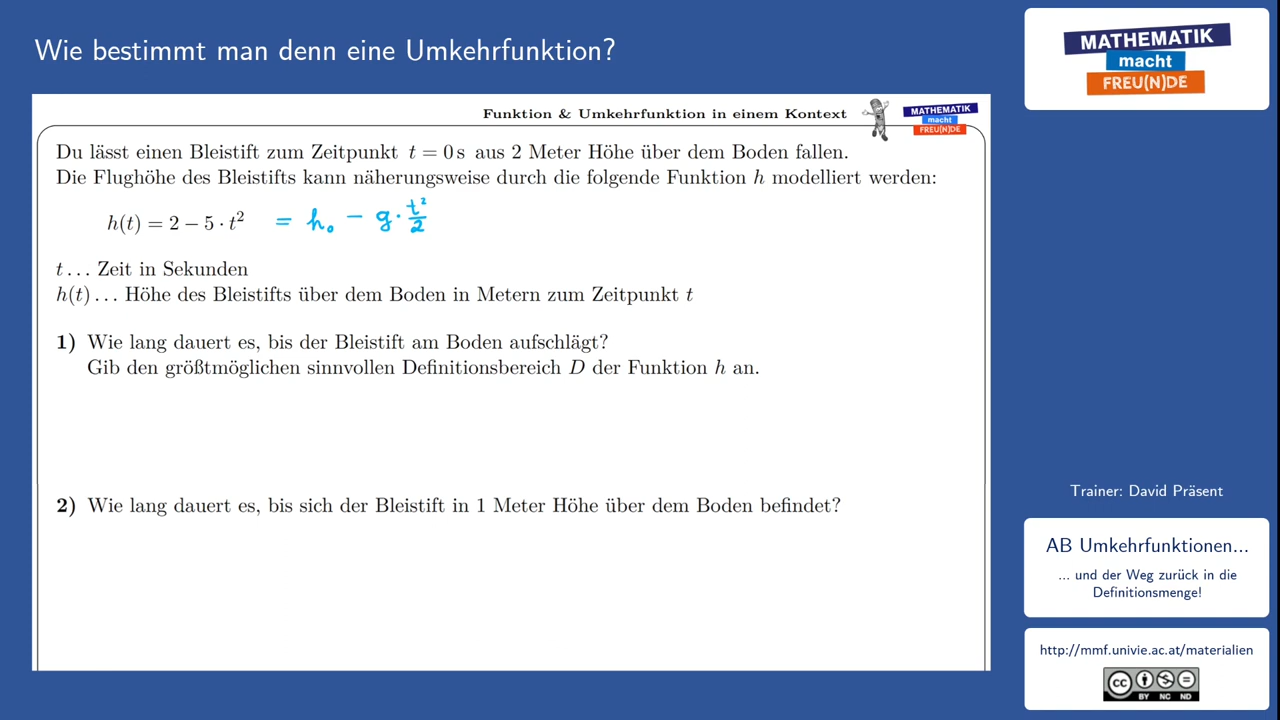 Wie bestimmt man denn eine Umkehrfunktion?
MATHEMATIK
macht
FREU(N)DE
Funktion & Umkehrfunktion in einem Kontext
MATHEMATIK
macht
FREU(N)DE
Du lässt einen Bleistift zum Zeitpunkt t = 0 s aus 2 Meter Höhe über dem Boden fallen.
Die Flughöhe des Bleistifts kann näherungsweise durch die folgende Funktion h modelliert werden:
h(t) = 2 − 5 · t² = h₀ − g · t²/2
t… Zeit in Sekunden
h(t)… Höhe des Bleistifts über dem Boden in Metern zum Zeitpunkt t
1) Wie lang dauert es, bis der Bleistift am Boden aufschlägt?
Gib den größtmöglichen sinnvollen Definitionsbereich D der Funktion h an.
2) Wie lang dauert es, bis sich der Bleistift in 1 Meter Höhe über dem Boden befindet?
Trainer: David Präsent
AB Umkehrfunktionen...
... und der Weg zurück in die
Definitionsmenge!
http://mmf.univie.ac.at/materialien
cc
BY NC ND